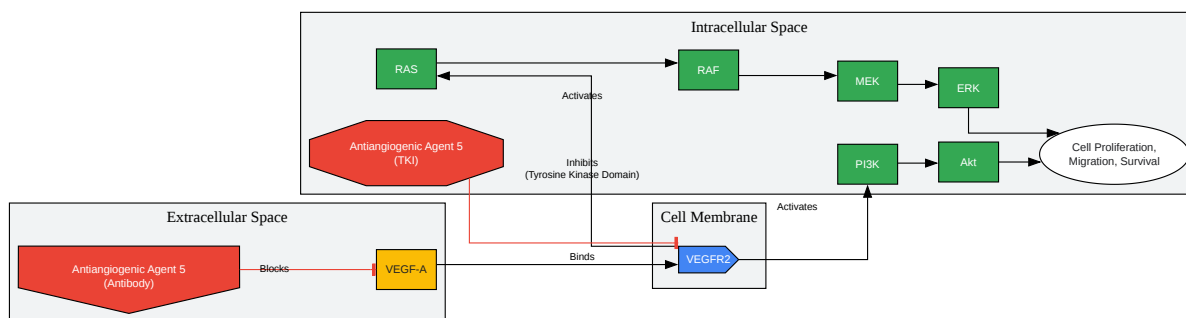 Intracellular Space
RAS
RAF
MEK
ERK
Activates
Antiangiogenic Agent 5
(TKI)
Inhibits
(Tyrosine Kinase Domain)
PI3K
Akt
Cell Proliferation,
Migration, Survival
Activates
Extracellular Space
Cell Membrane
Antiangiogenic Agent 5
(Antibody)
Blocks
VEGF-A
Binds
VEGFR2